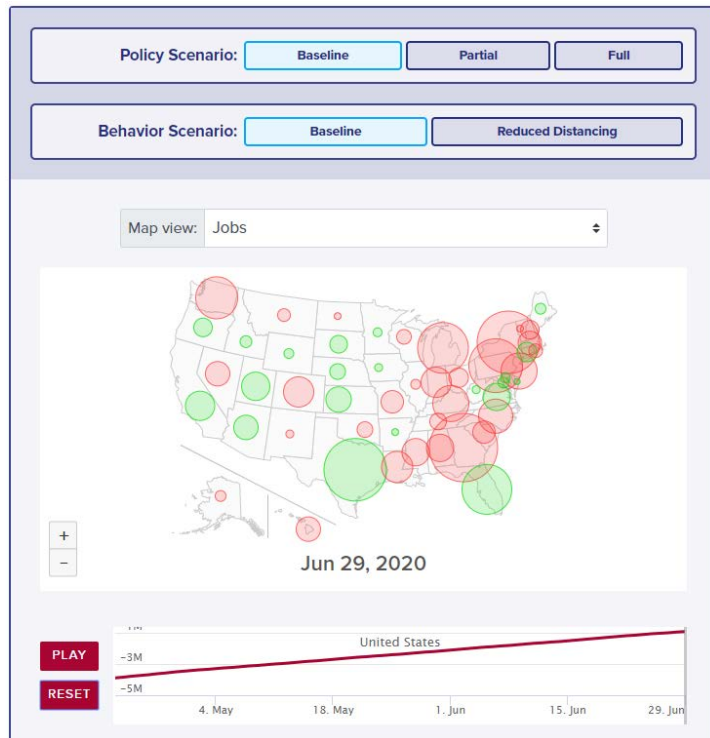 Policy Scenario: Baseline Partial Full
Behavior Scenario: Baseline Reduced Distancing
Map view: Jobs
+
−
Jun 29, 2020
PLAY
RESET
United States
−3M
−5M
4. May 18. May 1. Jun 15. Jun 29. Jun